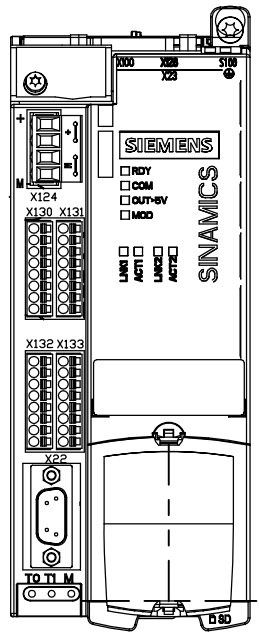 X100 X126 S100
X23
+
M
X124
SIEMENS
RDY
COM
OUT>5V
MOD
SINAMICS
LNK1 ACT1 LNK2 ACT2
X130 X131
X132 X133
X22
T0 T1 M
SD